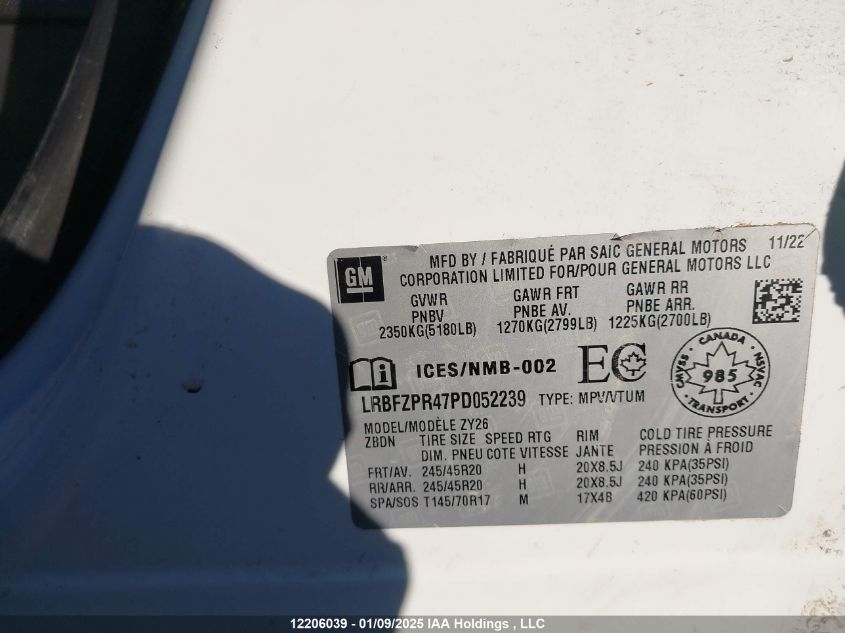 GM
MFD BY / FABRIQUÉ PAR SAIC GENERAL MOTORS 11/22
CORPORATION LIMITED FOR/POUR GENERAL MOTORS LLC
GVWR GAWR FRT GAWR RR
PNBV PNBE AV. PNBE ARR.
2350KG(5180LB) 1270KG(2799LB) 1225KG(2700LB)
ICES/NMB-002 EC
CANADA
CMVSS 985 NSVAC
TRANSPORT
LRBFZPR47PD052239 TYPE: MPV/VTUM
MODEL/MODÈLE ZY26
ZBDN TIRE SIZE SPEED RTG RIM COLD TIRE PRESSURE
DIM. PNEU COTE VITESSE JANTE PRESSION À FROID
FRT/AV. 245/45R20 H 20X8.5J 240 KPA(35PSI)
RR/ARR. 245/45R20 H 20X8.5J 240 KPA(35PSI)
SPA/SOS T145/70R17 M 17X4B 420 KPA(60PSI)
12206039 - 01/09/2025 IAA Holdings , LLC